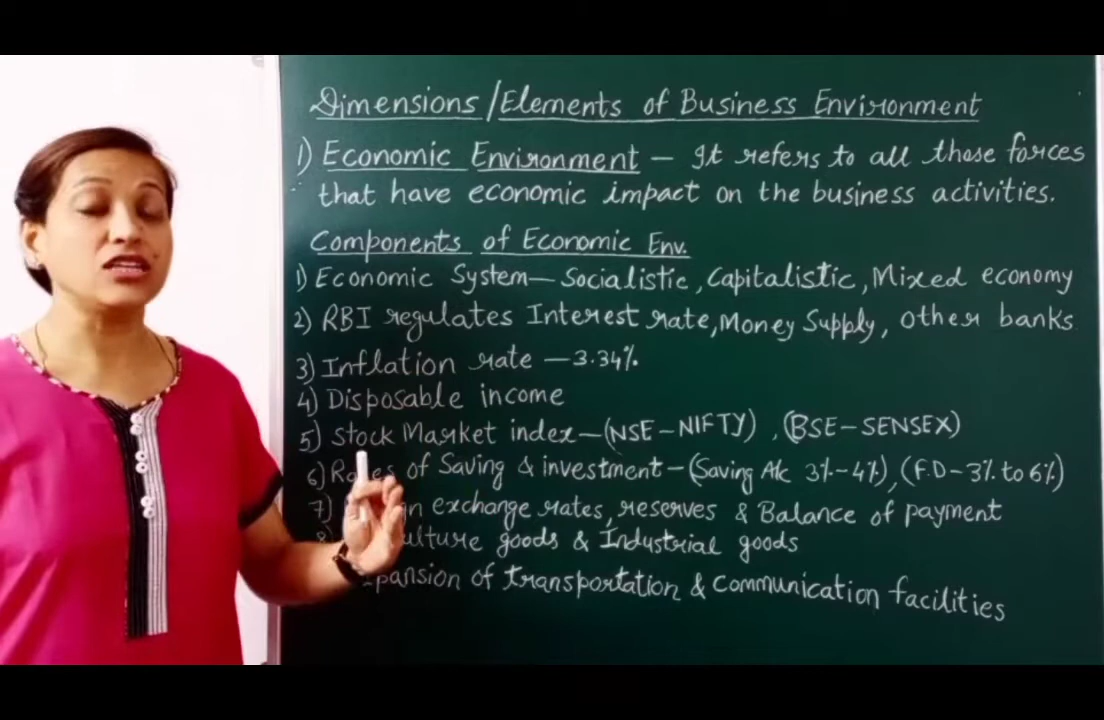 Dimensions/Elements of Business Environment
1) Economic Environment – It refers to all those forces
that have economic impact on the business activities.
Components of Economic Env.
1) Economic System – Socialistic, Capitalistic, Mixed economy
2) RBI regulates Interest rate, Money Supply, other banks
3) Inflation rate – 3.34%
4) Disposable income
5) Stock Market index – (NSE – NIFTY), (BSE – SENSEX)
6) of Saving & investment – (Saving A/c 3% – 4%), (F.D – 3% to 6%)
7) exchange rates, reserves & Balance of payment
8) goods & Industrial goods
of transportation & communication facilities